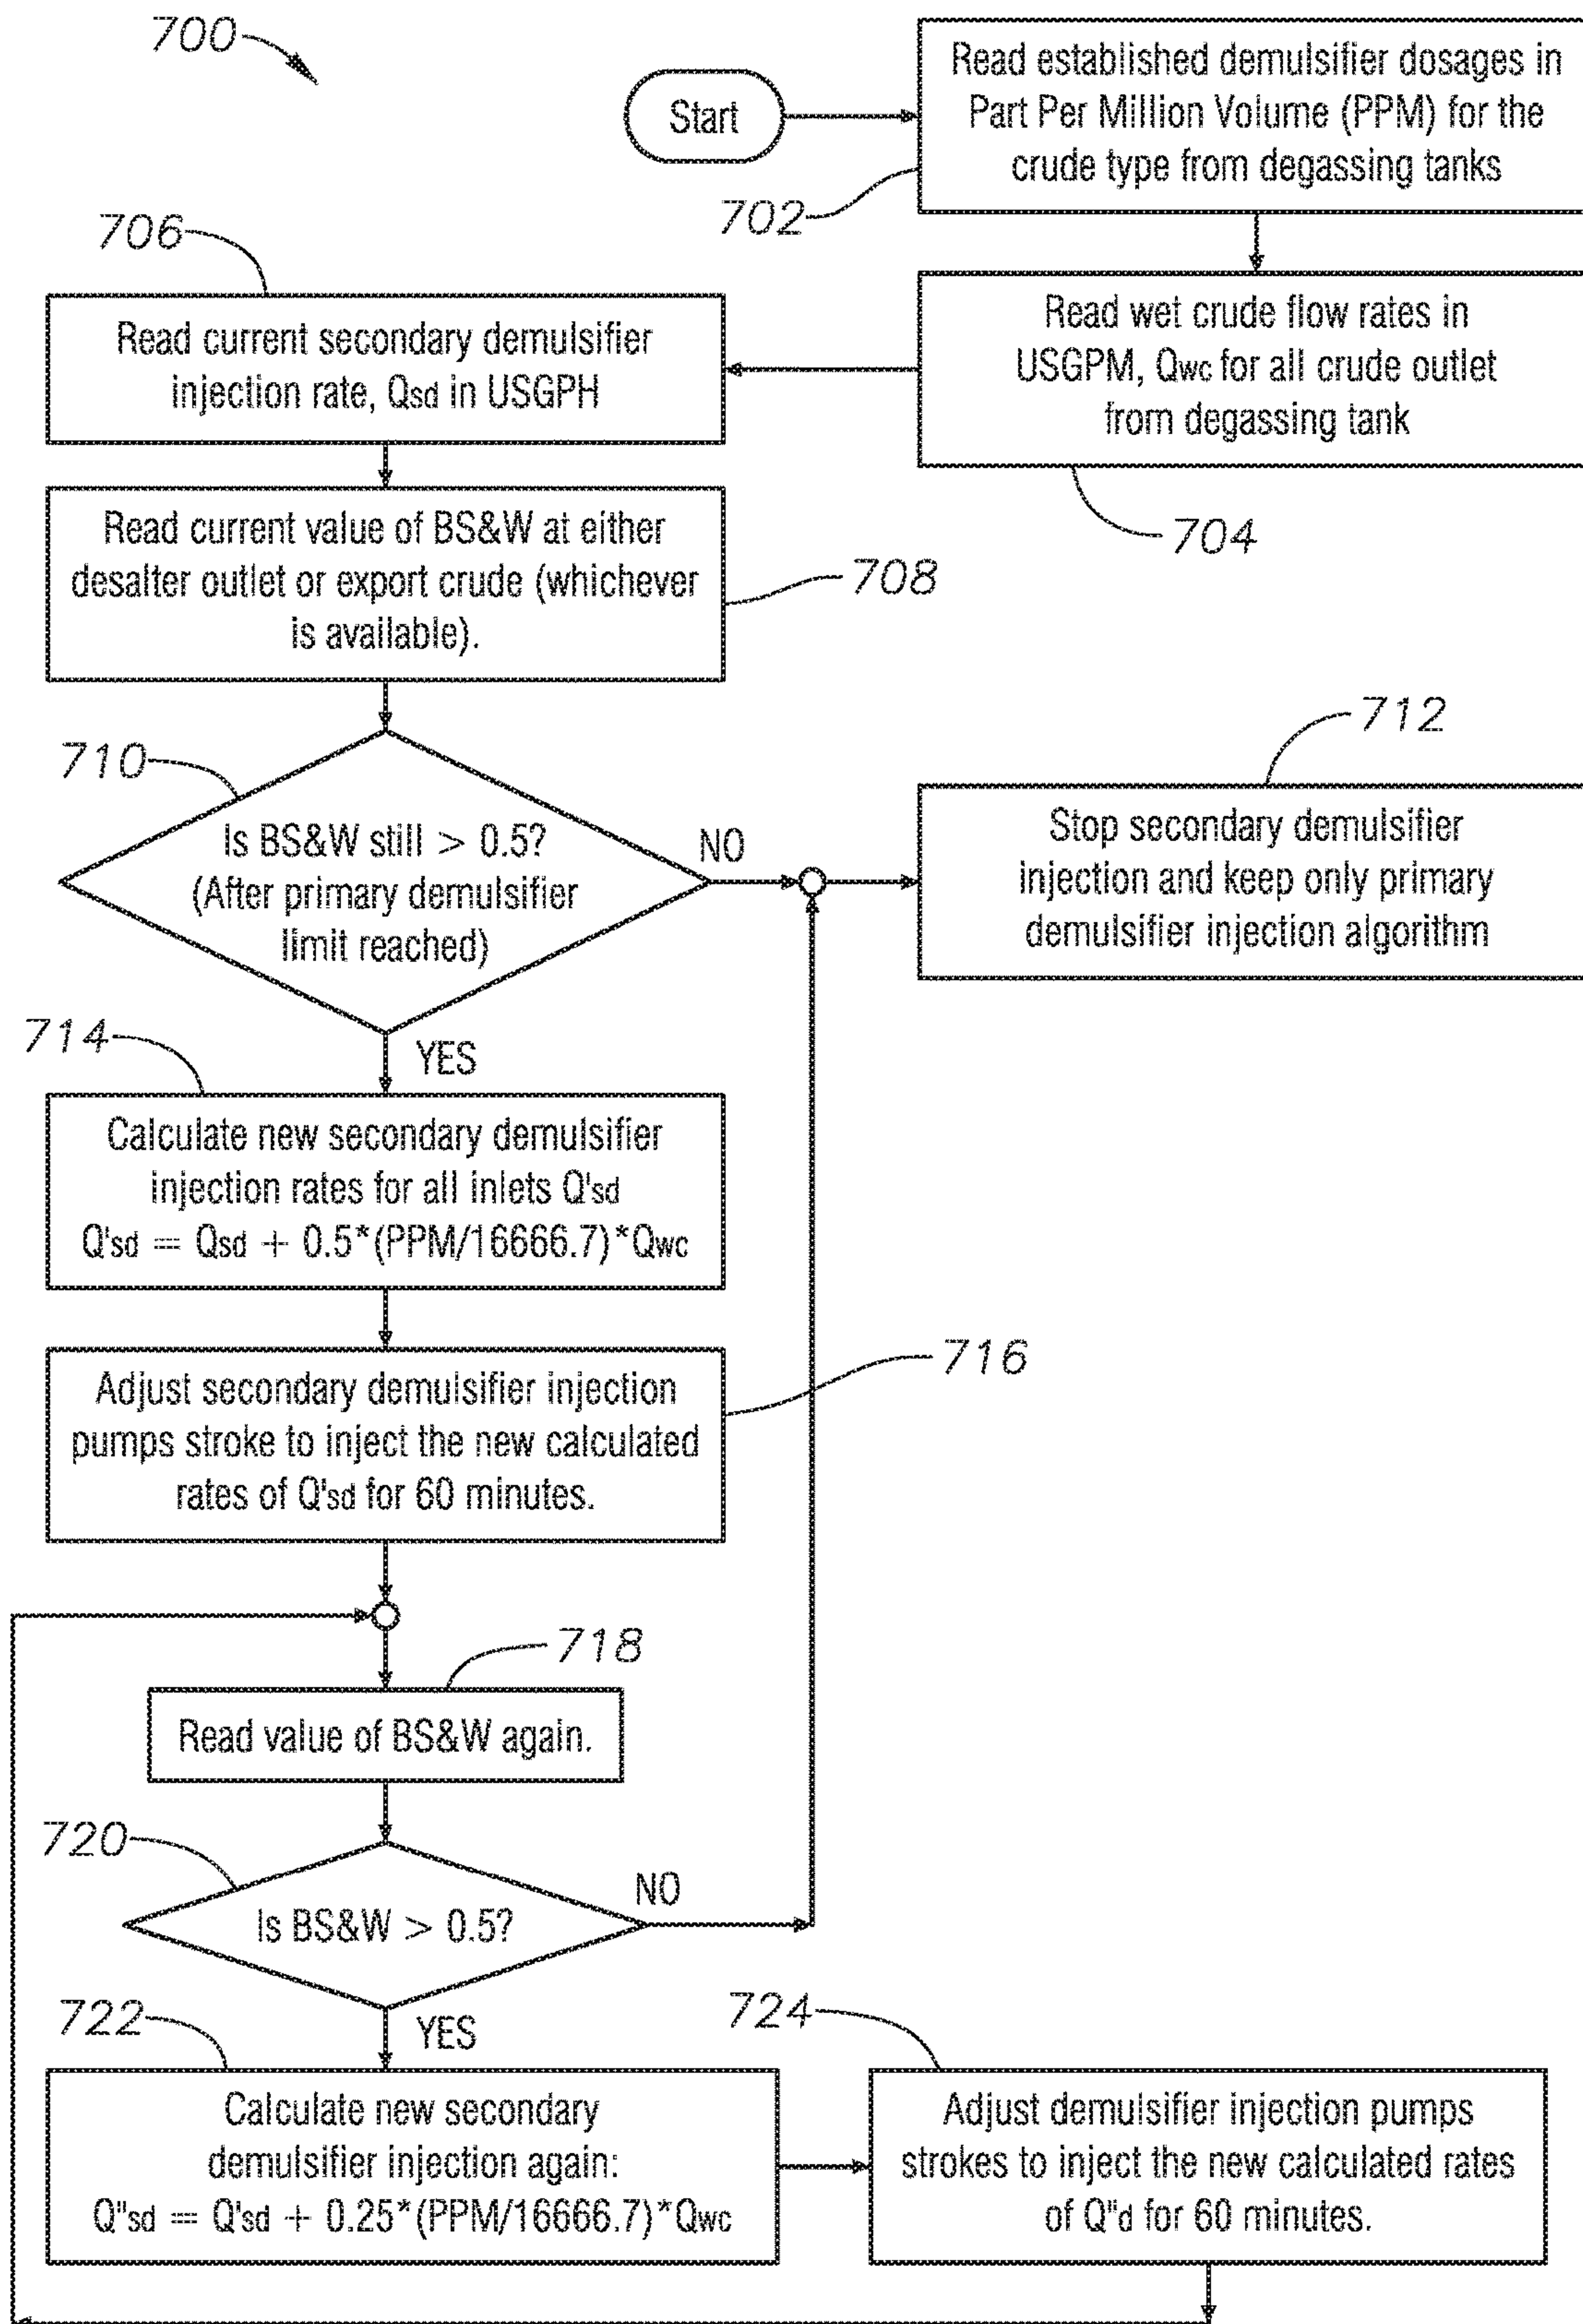 700
Start
Read established demulsifier dosages in
Part Per Million Volume (PPM) for the
crude type from degassing tanks
702
706
Read wet crude flow rates in
USGPM, Qwc for all crude outlet
from degassing tank
704
Read current secondary demulsifier
injection rate, Qsd in USGPH
Read current value of BS&W at either
desalter outlet or export crude (whichever
is available).
708
710
Is BS&W still > 0.5?
(After primary demulsifier
limit reached)
NO
712
Stop secondary demulsifier
injection and keep only primary
demulsifier injection algorithm
YES
714
Calculate new secondary demulsifier
injection rates for all inlets Q'sd
Q'sd = Qsd + 0.5*(PPM/16666.7)*Qwc
716
Adjust secondary demulsifier injection
pumps stroke to inject the new calculated
rates of Q'sd for 60 minutes.
718
Read value of BS&W again.
720
Is BS&W > 0.5?
NO
YES
722
Calculate new secondary
demulsifier injection again:
Q"sd = Q'sd + 0.25*(PPM/16666.7)*Qwc
724
Adjust demulsifier injection pumps
strokes to inject the new calculated rates
of Q"d for 60 minutes.